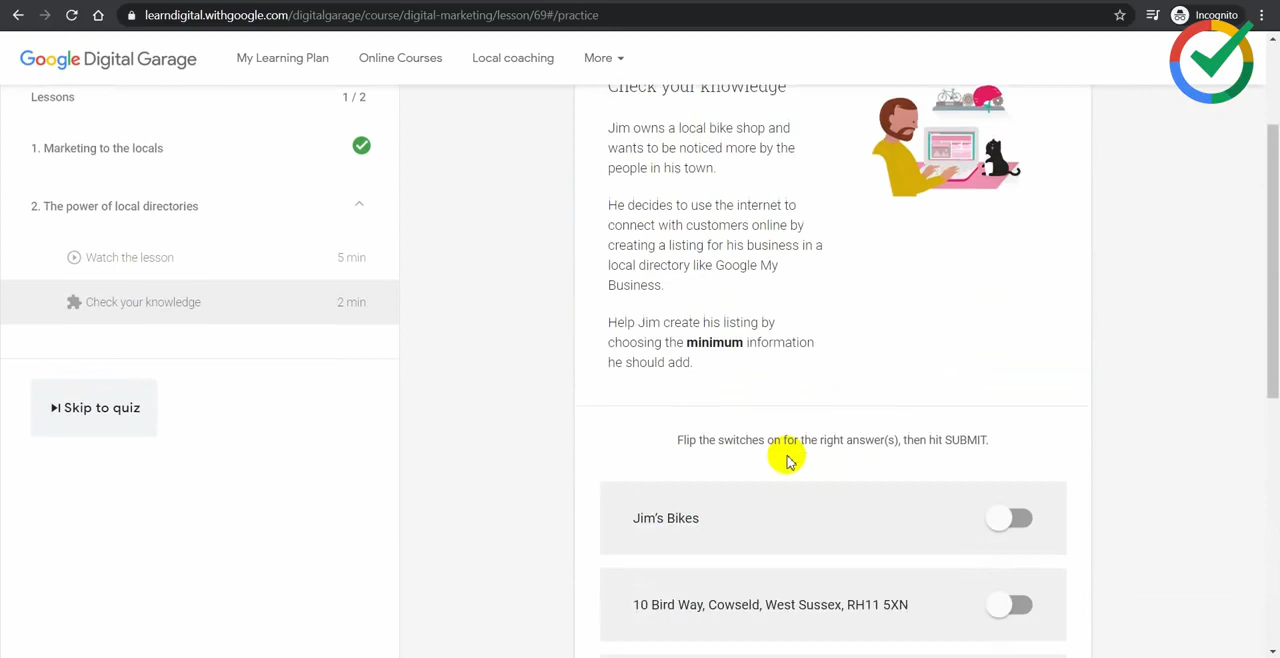 learndigital.withgoogle.com/digitalgarage/course/digital-marketing/lesson/69#/practice
Incognito
Google Digital Garage
My Learning Plan
Online Courses
Local coaching
More
Lessons
1 / 2
1. Marketing to the locals
2. The power of local directories
Watch the lesson
5 min
Check your knowledge
2 min
Skip to quiz
Check your knowledge
Jim owns a local bike shop and
wants to be noticed more by the
people in his town.
He decides to use the internet to
connect with customers online by
creating a listing for his business in a
local directory like Google My
Business.
Help Jim create his listing by
choosing the minimum information
he should add.
Flip the switches on for the right answer(s), then hit SUBMIT.
Jim's Bikes
10 Bird Way, Cowseld, West Sussex, RH11 5XN